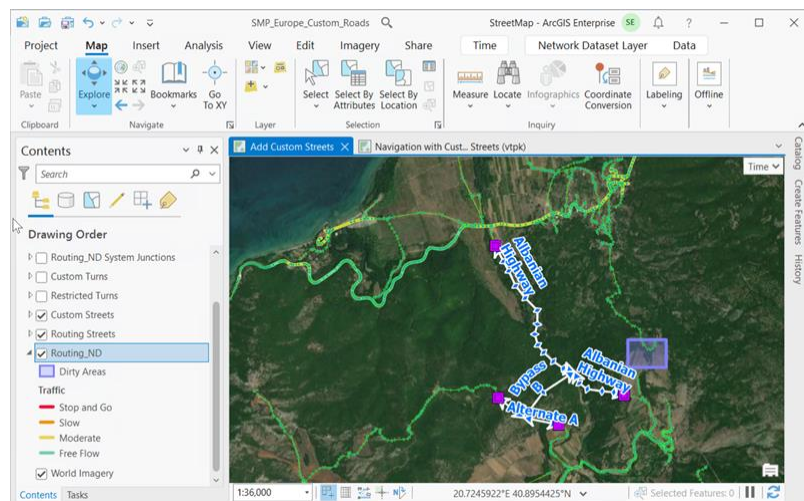 SMP_Europe_Custom_Roads
StreetMap - ArcGIS Enterprise
SE
?
Project
Map
Insert
Analysis
View
Edit
Imagery
Share
Time
Network Dataset Layer
Data
Paste
Explore
Bookmarks
Go
To XY
Select
Select By
Attributes
Select By
Location
Measure
Locate
Infographics
Coordinate
Conversion
Labeling
Offline
Clipboard
Navigate
Layer
Selection
Inquiry
Contents
Search
Drawing Order
Routing_ND System Junctions
Custom Turns
Restricted Turns
Custom Streets
Routing Streets
Routing_ND
Dirty Areas
Traffic
Stop and Go
Slow
Moderate
Free Flow
World Imagery
Contents
Tasks
Add Custom Streets
Navigation with Cust... Streets (vtpk)
Time
Albanian
Highway
Albanian
Highway
Bypass
B
Alternate A
1:36,000
20.7245922°E 40.8954425°N
Selected Features: 0
Catalog
Create Features
History